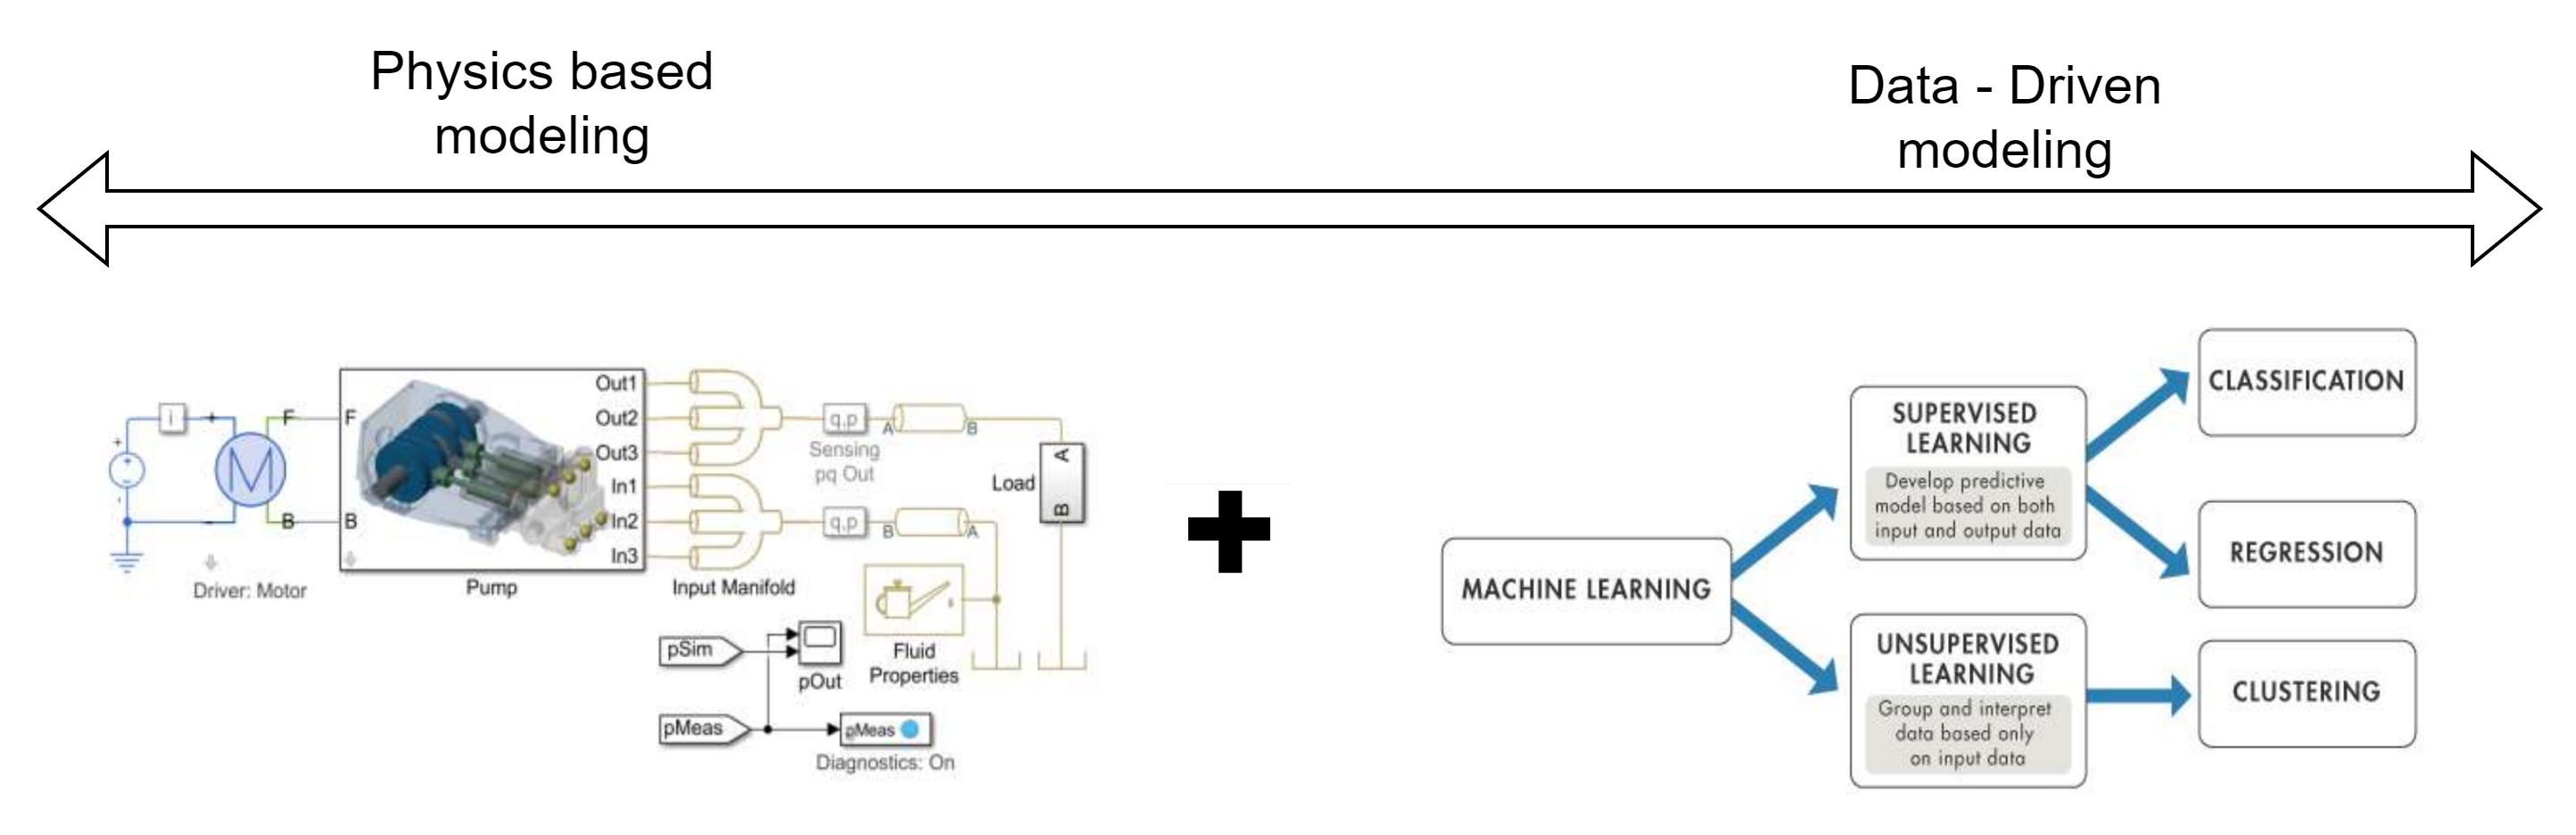 Physics based
modeling
Data - Driven
modeling
i
+
F
F
M
+
+
-
-
B
B
Driver: Motor
Out1
Out2
Out3
In1
In2
In3
Pump
Input Manifold
q,p
A
B
Sensing
pq Out
q,p
B
A
Load
A
B
Fluid
Properties
pSim
pOut
pMeas
pMeas
Diagnostics: On
MACHINE LEARNING
SUPERVISED
LEARNING
Develop predictive
model based on both
input and output data
UNSUPERVISED
LEARNING
Group and interpret
data based only
on input data
CLASSIFICATION
REGRESSION
CLUSTERING